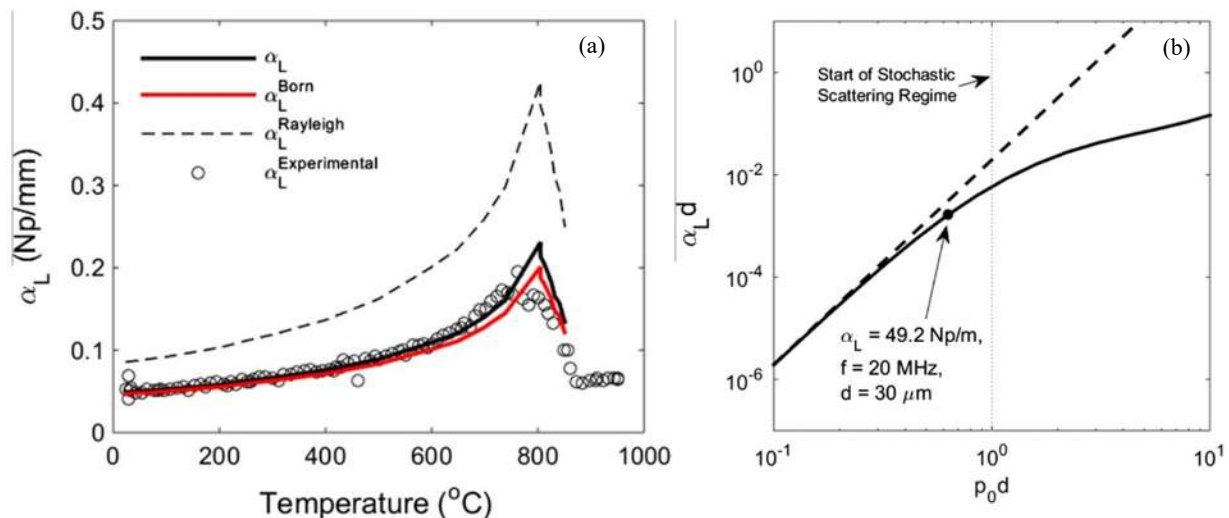 (a)
α_L (Np/mm)
0.5
0.4
0.3
0.2
0.1
0
α_L
α_L^Born
α_L^Rayleigh
α_L^Experimental
0 200 400 600 800 1000
Temperature (°C)
(b)
α_L d
10^0
10^-2
10^-4
10^-6
Start of Stochastic
Scattering Regime
α_L = 49.2 Np/m,
f = 20 MHz,
d = 30 μm
10^-1 10^0 10^1
p_0d